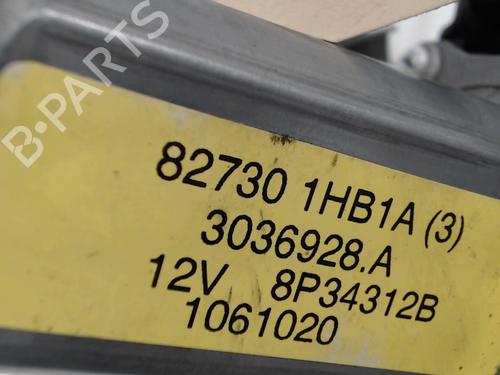 B-PARTS
82730 1HB1A (3)
3036928.A
12V 8P34312B
1061020